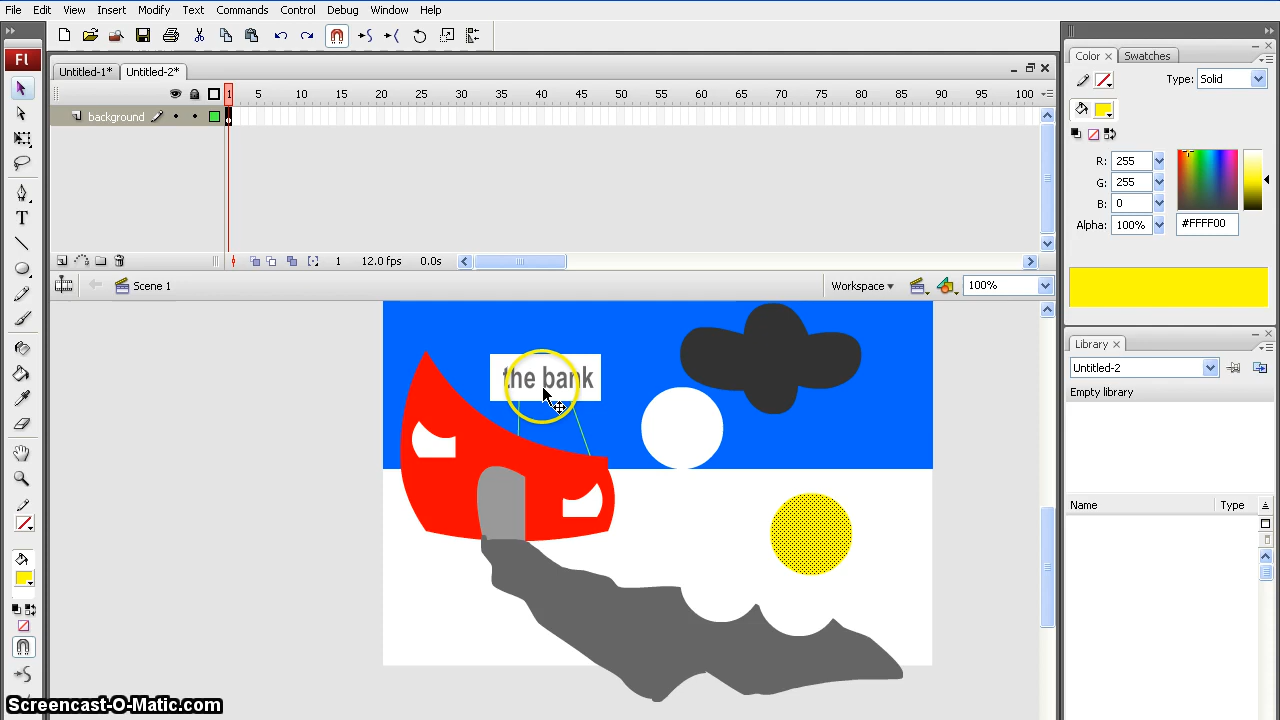 File Edit View Insert Modify Text Commands Control Debug Window Help
Fl
Untitled-1* Untitled-2*
1 5 10 15 20 25 30 35 40 45 50 55 60 65 70 75 80 85 90 95 100
background
1 12.0 fps 0.0s
Scene 1 Workspace 100%
the bank
T
Color Swatches
Type: Solid
R: 255
G: 255
B: 0
Alpha: 100% #FFFF00
Library
Untitled-2
Empty library
Name Type
Screencast-O-Matic.com